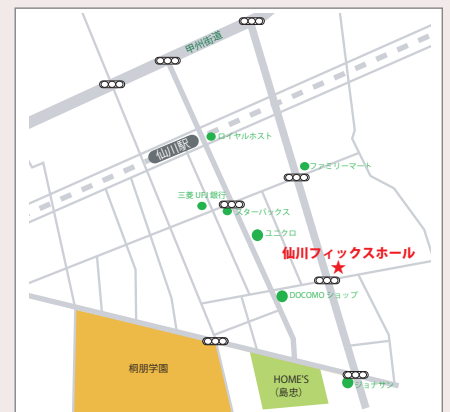 甲州街道
ロイヤルホスト
仙川駅
ファミリーマート
三菱 UFJ 銀行
スターバックス
ユニクロ
仙川フィックスホール
DOCOMO ショップ
桐朋学園
HOME'S
（島忠）
ジョナサン